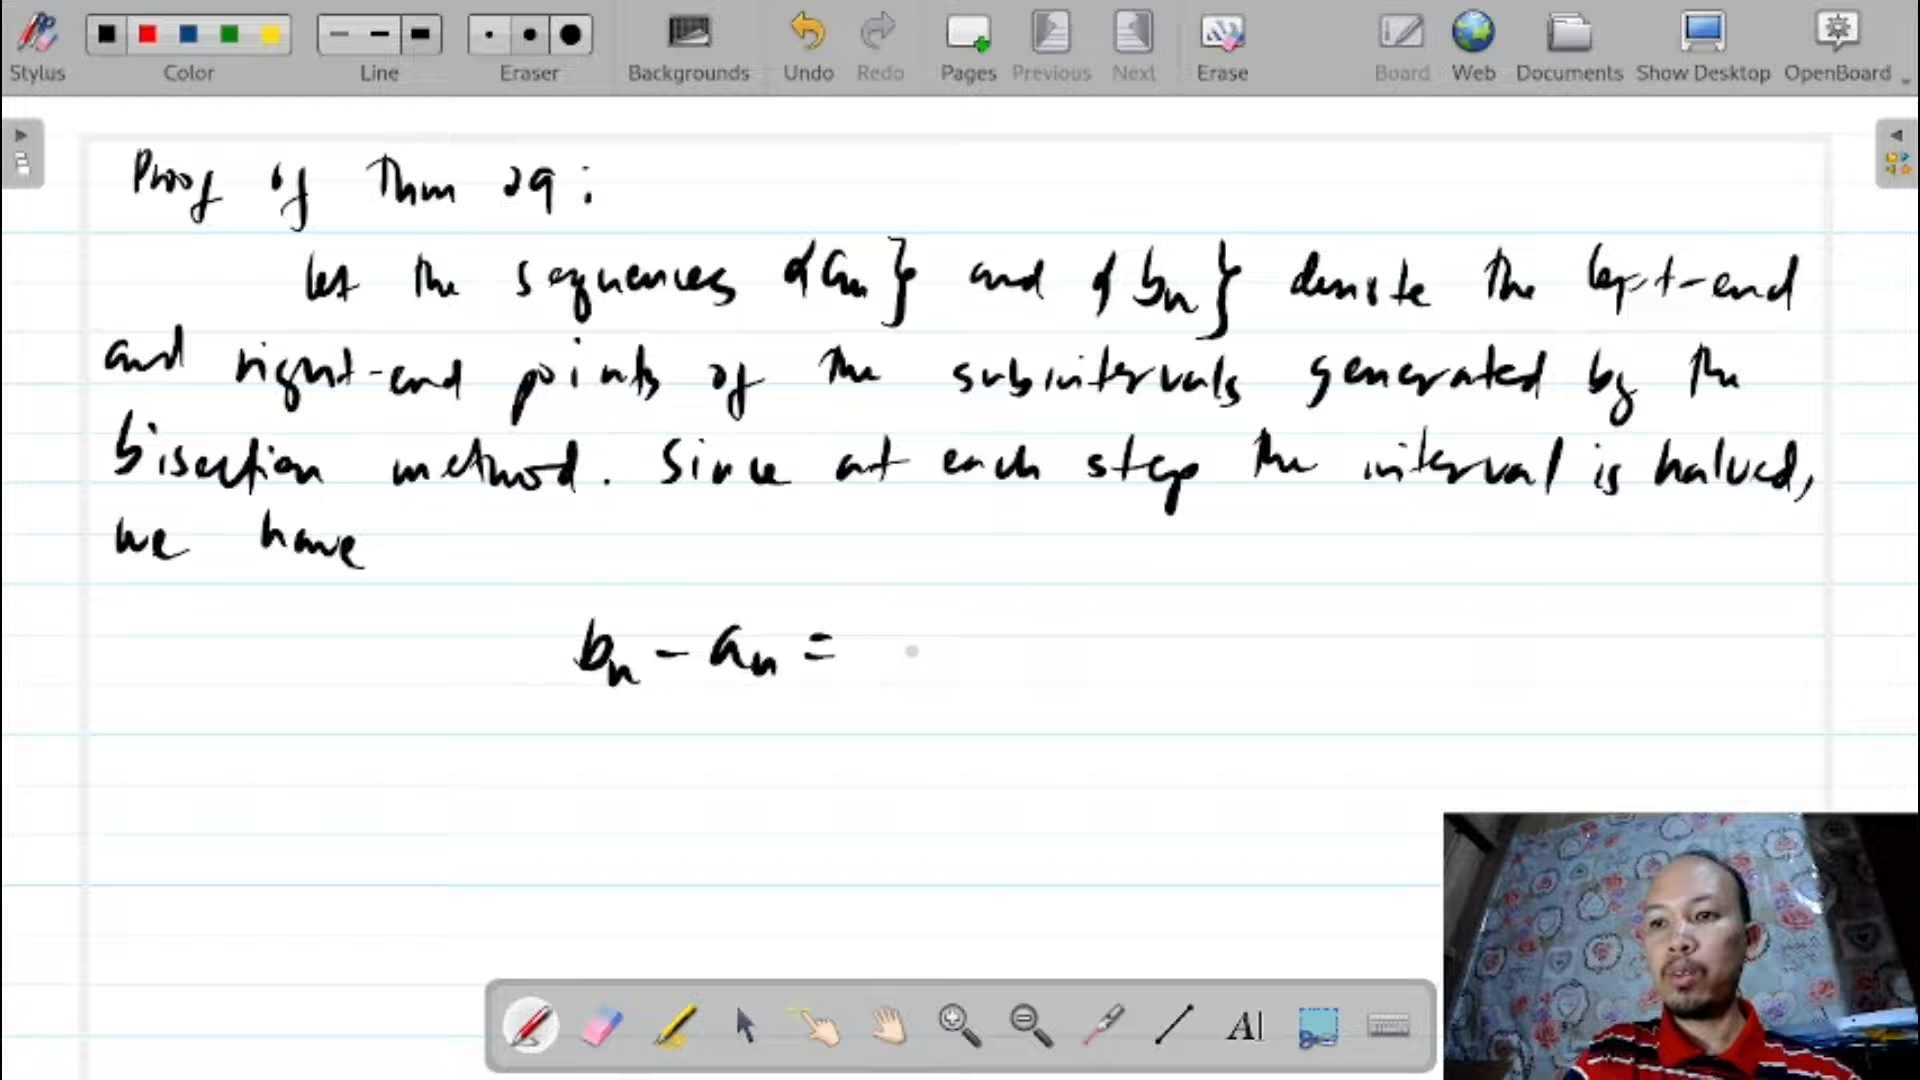 Stylus Color Line Eraser Backgrounds Undo Redo Pages Previous Next Erase Board Web Documents Show Desktop OpenBoard
Proof of Thm 29:
Let the sequences {an} and {bn} denote the left-end
and right-end points of the subintervals generated by the
bisection method. Since at each step the interval is halved,
we have
bn - an =
A